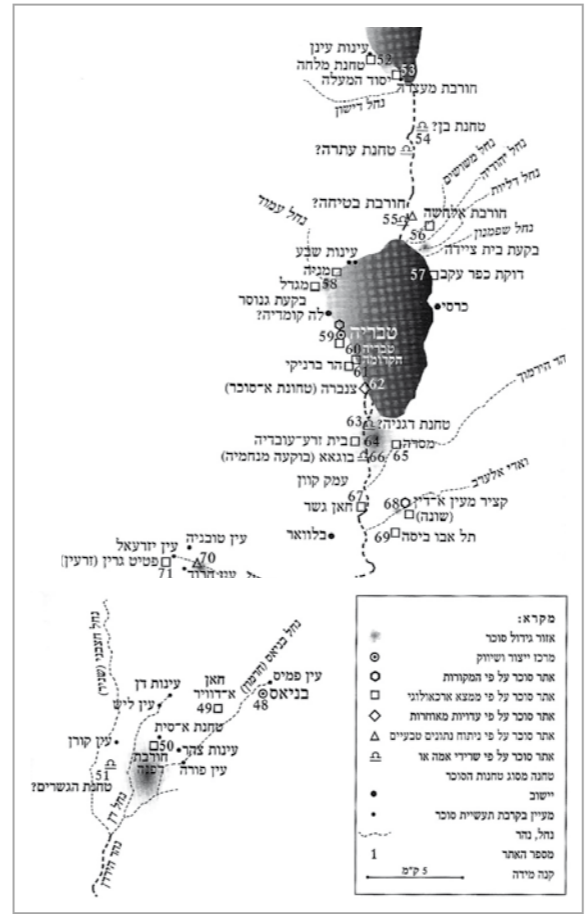 עינות עינן
טחנת מלחה
52
53
יסוד המעלה
חורבת מעצרה
נחל דישון
טחנת בן?
54
טחנת עתרה?
נחל משושים
נחל יהודיה
נחל דליות
נחל שפמנון
חורבת בטיחה?
55
חורבת אלחשה
56
בקעת בית ציידה
נחל עמוד
עינות שבע
מניה
מגדל
58
57
דוקת כפר עקב
בקעת גנוסר
לה קומדיה?
כרסי
טבריה
59
60
טבריה
הקדומה
הר ברניקי
61
62
צנברה (טחונת א־סוכר)
הר הירמוך
63
טחנת דגניה?
בית זרע־עובדיה
64
מסדה
65
בוגאא (בוקעה מנחמיה)
66
ואדי אלערב
עמק קוון
67
חאן גשר
68
קציר מעין א־דין
(שונה)
69
תל אבו ביסה
בלוואר
עין טובניה
עין יזרעאל
פטיט גרין (זרעין)
70
71
עין חרוד
נחל חצבני (שניר)
נחל בניאס (חרמון)
עין פמיס
בניאס
48
חאן
א־דוויר
49
עינות דן
עין ליש
טחנת א־סית
50
חורבת
דפנה
עינות צהר
עין פורה
עין קורן
51
טחנת הגשרים?
נחל דן
נהר הירדן
מקרא:
אזור גידול סוכר
מרכז ייצור ושיווק
אתר סוכר על פי המקורות
אתר סוכר על פי ממצא ארכאולוגי
אתר סוכר על פי עדויות מאוחרות
אתר סוכר על פי ניתוח נתונים טבעיים
אתר סוכר על פי שרידי אמה או
טחנה מסוג טחנות הסוכר
יישוב
מעיין בקרבת תעשיית סוכר
נחל, נהר
מספר האתר 1
קנה מידה 5 ק"מ